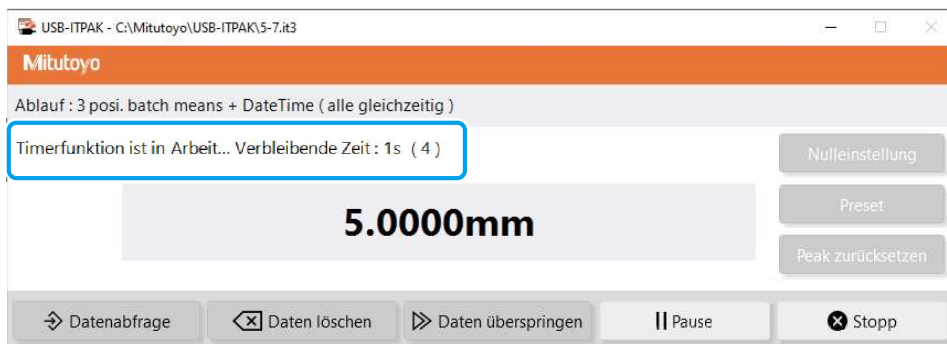 USB-ITPAK - C:\Mitutoyo\USB-ITPAK\5-7.it3
Mitutoyo
Ablauf : 3 posi. batch means + DateTime ( alle gleichzeitig )
Timerfunktion ist in Arbeit... Verbleibende Zeit : 1s ( 4 )
Nulleinstellung
5.0000mm
Preset
Peak zurücksetzen
Datenabfrage Daten löschen Daten überspringen Pause Stopp